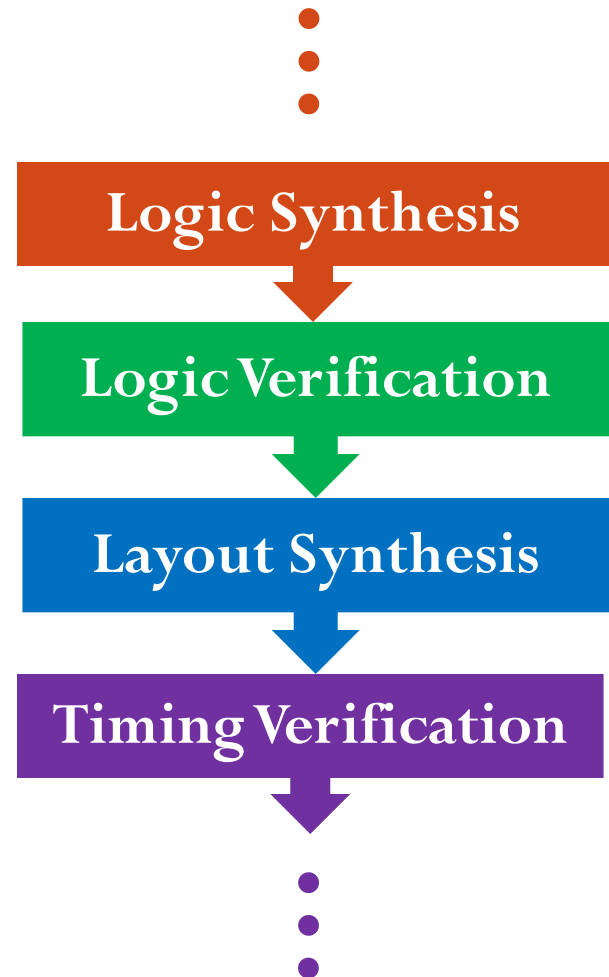 Logic Synthesis
Logic Verification
Layout Synthesis
Timing Verification